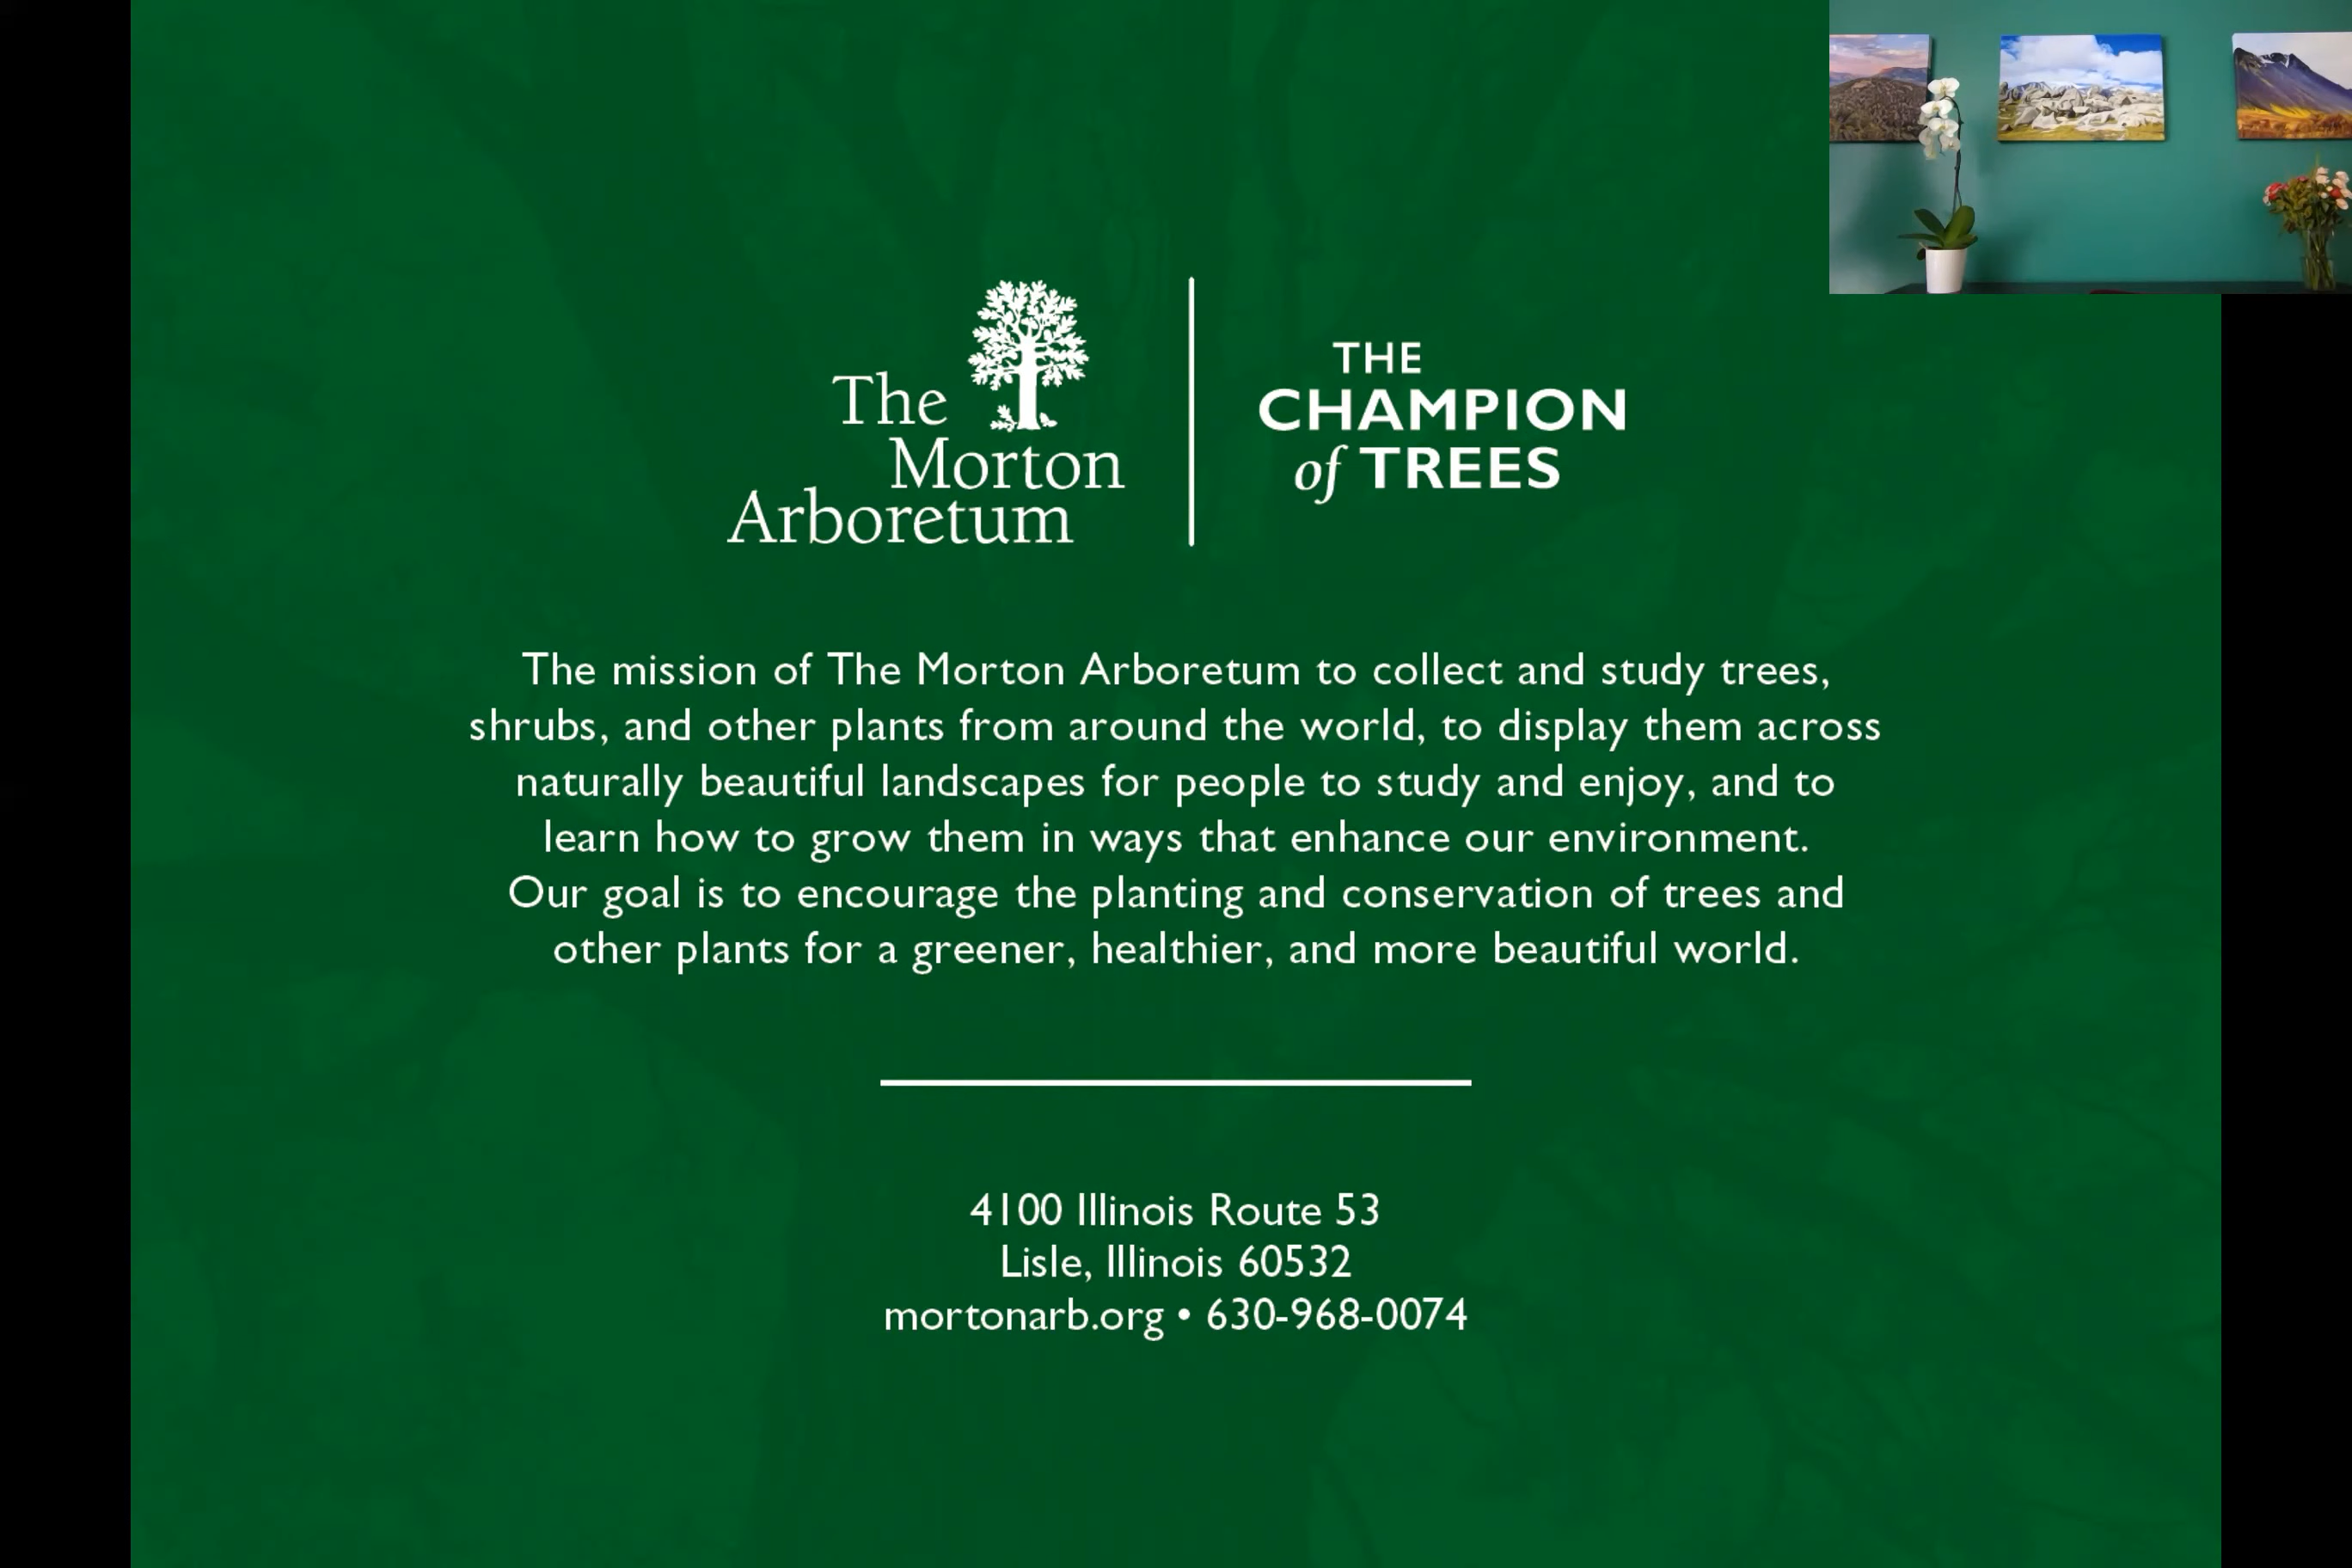 The
Morton
Arboretum
THE
CHAMPION
of TREES
The mission of The Morton Arboretum to collect and study trees,
shrubs, and other plants from around the world, to display them across
naturally beautiful landscapes for people to study and enjoy, and to
learn how to grow them in ways that enhance our environment.
Our goal is to encourage the planting and conservation of trees and
other plants for a greener, healthier, and more beautiful world.
4100 Illinois Route 53
Lisle, Illinois 60532
mortonarb.org • 630-968-0074